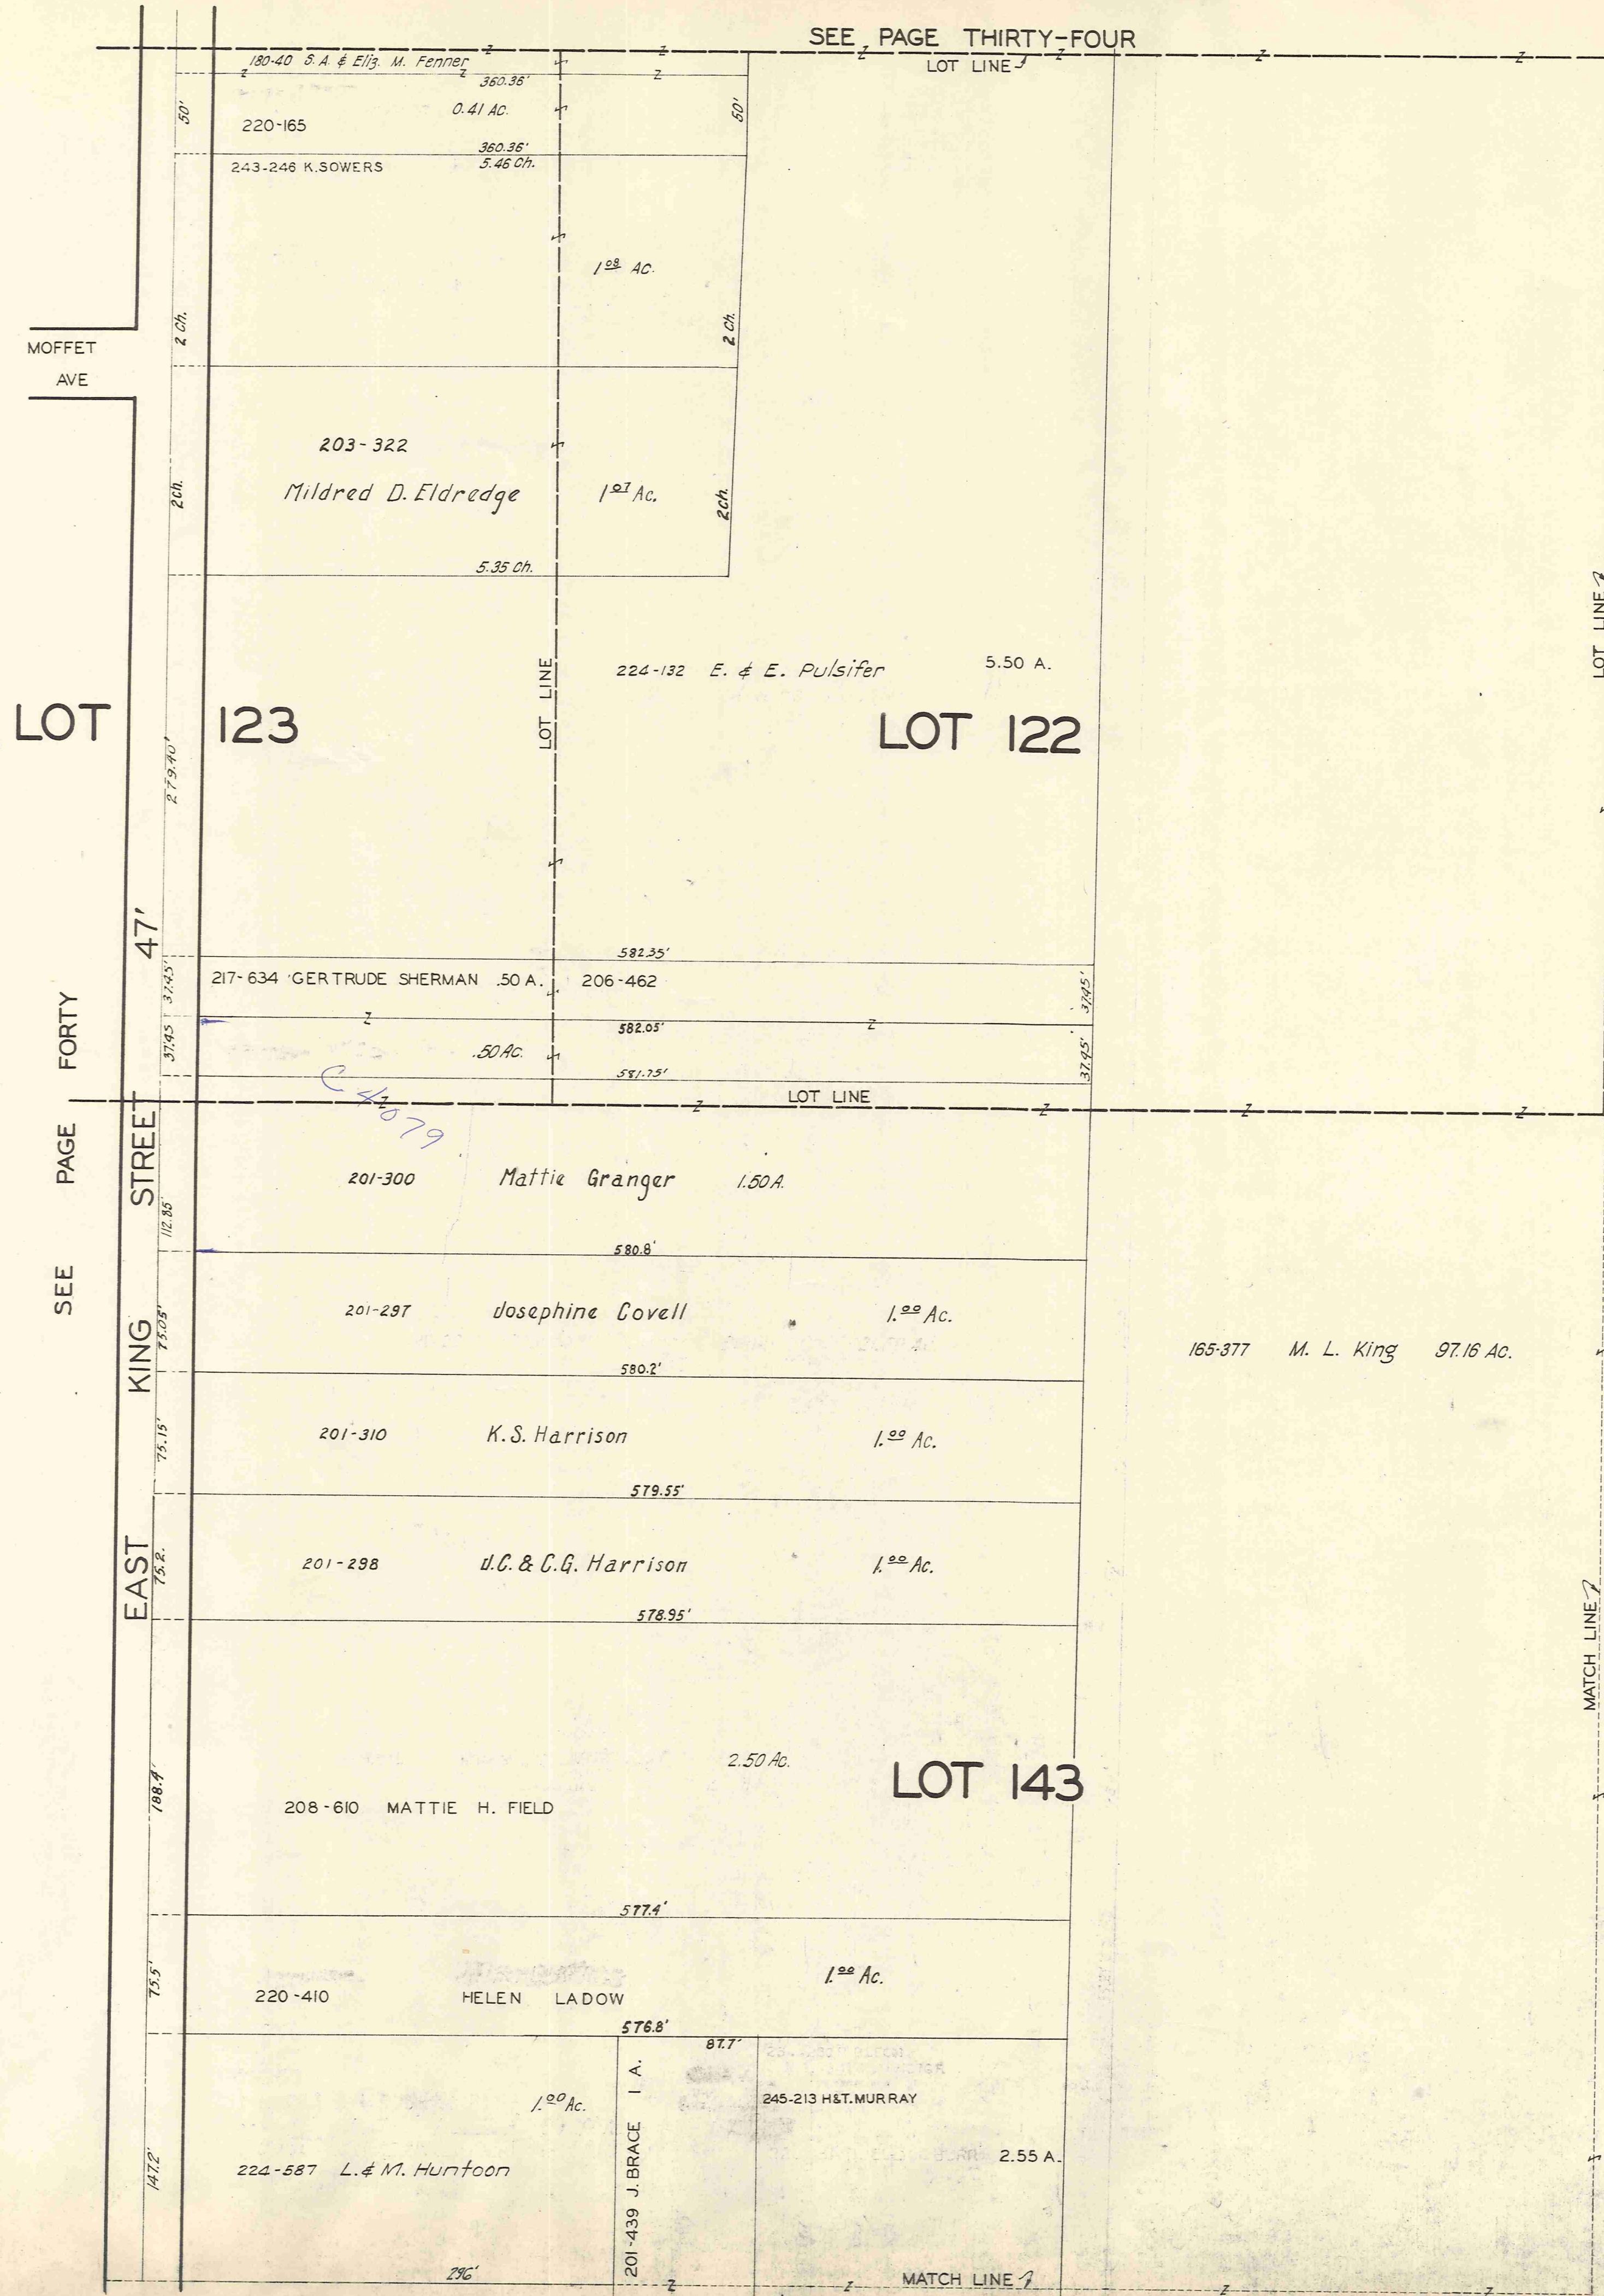 SEE PAGE THIRTY-FOUR
LOT LINE
180-40 S.A. & Eliz. M. Fenner
360.36'
50'
220-165
0.41 AC.
50'
360.36'
243-246 K.SOWERS
5.46 Ch.
1.08 AC.
2 Ch.
2 Ch.
MOFFET
AVE
203-322
Mildred D. Eldredge
1.07 Ac.
2Ch.
2Ch.
5.35 Ch.
LOT LINE
224-132 E. & E. Pulsifer
5.50 A.
LOT LINE
LOT 123
LOT 122
279.40'
47'
582.35'
37.45'
217-634 GERTRUDE SHERMAN .50 A.
206-462
37.45'
582.05'
37.45
.50 Ac.
37.45'
581.75'
C 4079
LOT LINE
SEE PAGE FORTY
EAST KING STREET
201-300 Mattie Granger 1.50 A.
112.85'
580.8'
201-297 Josephine Covell 1.00 Ac.
75.05'
580.2'
165-377 M. L. King 97.16 Ac.
201-310 K.S. Harrison 1.00 Ac.
75.15'
579.55'
201-298 J.C. & C.G. Harrison 1.00 Ac.
75.2.
578.95'
MATCH LINE
2.50 Ac.
LOT 143
188.4'
208-610 MATTIE H. FIELD
577.4'
1.00 Ac.
75.5'
220-410 HELEN LADOW
576.8'
87.7'
1.00 Ac.
201-439 J. BRACE 1 A.
245-213 H&T. MURRAY
2.55 A.
147.2'
224-587 L. & M. Huntoon
296'
MATCH LINE